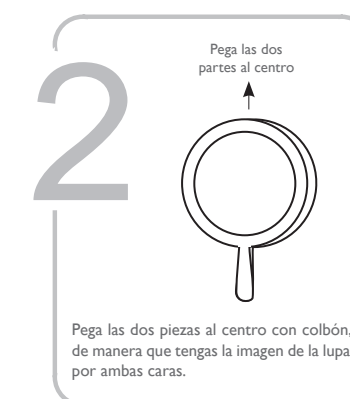 2
Pega las dos
partes al centro
Pega las dos piezas al centro con colbón,
de manera que tengas la imagen de la lupa
por ambas caras.